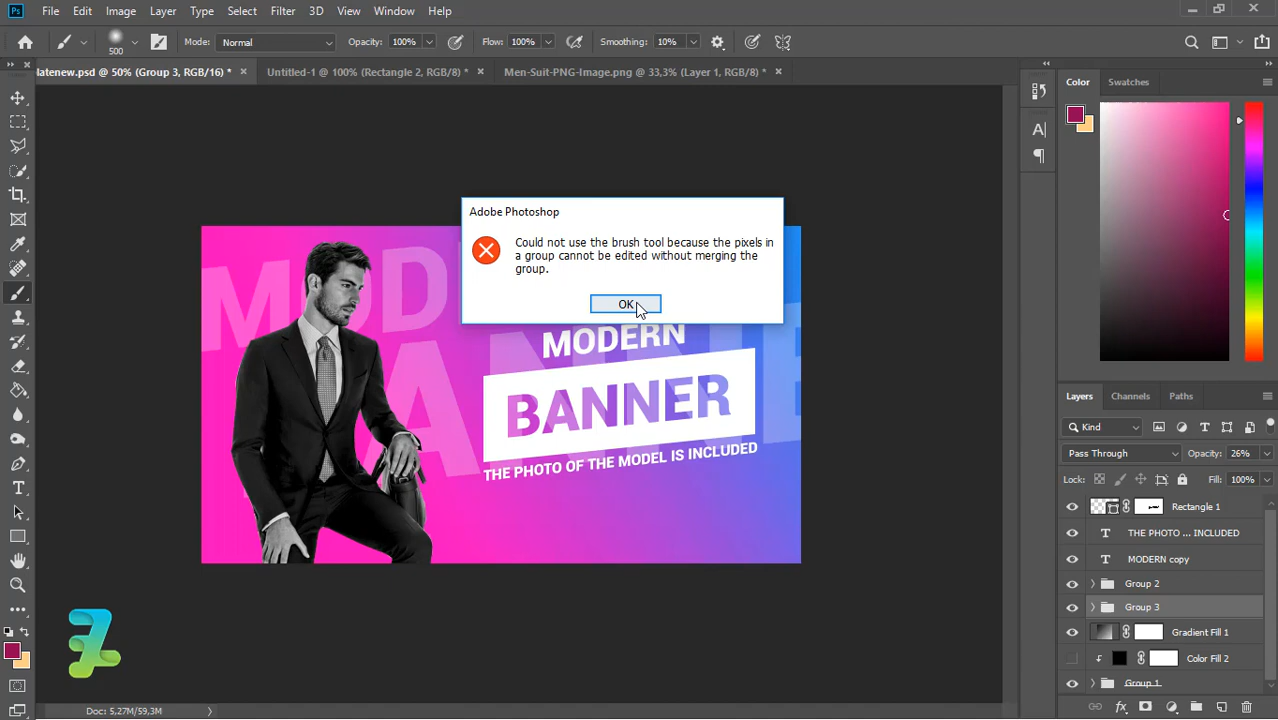 Ps File Edit Image Layer Type Select Filter 3D View Window Help
500 Mode: Normal Opacity: 100% Flow: 100% Smoothing: 10%
latenew.psd @ 50% (Group 3, RGB/16) * Untitled-1 @ 100% (Rectangle 2, RGB/8) * Men-Suit-PNG-Image.png @ 33,3% (Layer 1, RGB/8) *
Color Swatches
Adobe Photoshop
Could not use the brush tool because the pixels in
a group cannot be edited without merging the
group.
OK
MODERN
BANNER
THE PHOTO OF THE MODEL IS INCLUDED
Layers Channels Paths
Kind
Pass Through Opacity: 26%
Lock: Fill: 100%
Rectangle 1
THE PHOTO ... INCLUDED
MODERN copy
Group 2
Group 3
Gradient Fill 1
Color Fill 2
Group 1
Doc: 5,27M/59,3M